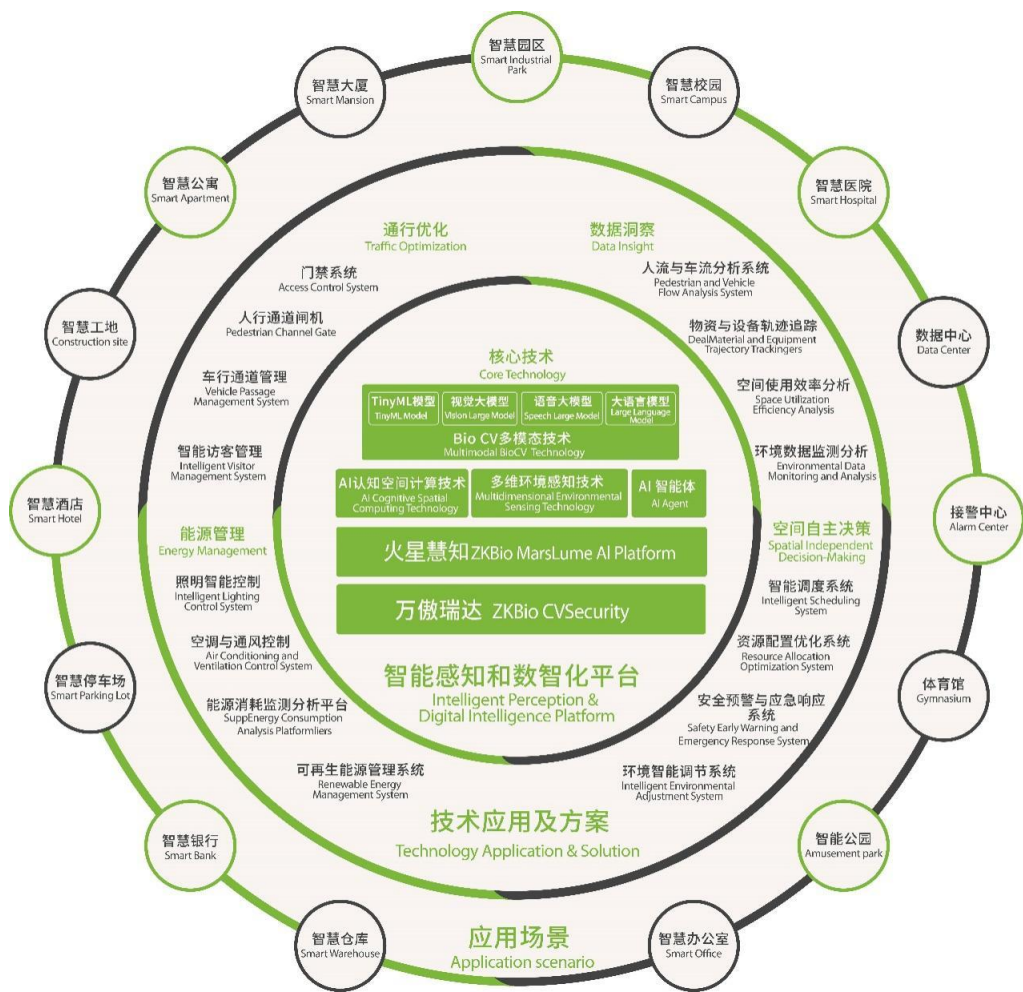 智慧园区
Smart Industrial
Park
智慧校园
Smart Campus
智慧医院
Smart Hospital
数据中心
Data Center
接警中心
Alarm Center
体育馆
Gymnasium
智能公园
Amusement park
智慧办公室
Smart Office
智慧仓库
Smart Warehouse
智慧银行
Smart Bank
智慧停车场
Smart Parking Lot
智慧酒店
Smart Hotel
智慧工地
Construction site
智慧公寓
Smart Apartment
智慧大厦
Smart Mansion
通行优化
Traffic Optimization
门禁系统
Access Control System
人行通道闸机
Pedestrian Channel Gate
车行通道管理
Vehicle Passage
Management System
智能访客管理
Intelligent Visitor
Management System
数据洞察
Data Insight
人流与车流分析系统
Pedestrian and Vehicle
Flow Analysis System
物资与设备轨迹追踪
DealMaterial and Equipment
Trajectory Trackingers
空间使用效率分析
Space Utilization
Efficiency Analysis
环境数据监测分析
Environmental Data
Monitoring and Analysis
能源管理
Energy Management
照明智能控制
Intelligent Lighting
Control System
空调与通风控制
Air Conditioning and
Ventilation Control System
能源消耗监测分析平台
SuppEnergy Consumption
Analysis Platformliers
可再生能源管理系统
Renewable Energy
Management System
空间自主决策
Spatial Independent
Decision-Making
智能调度系统
Intelligent Scheduling
System
资源配置优化系统
Resource Allocation
Optimization System
安全预警与应急响应
系统
Safety Early Warning and
Emergency Response System
环境智能调节系统
Intelligent Environmental
Adjustment System
核心技术
Core Technology
TinyML模型
TinyML Model
视觉大模型
Vision Large Model
语音大模型
Speech Large Model
大语言模型
Large Language
Model
Bio CV多模态技术
Multimodal BioCV Technology
AI认知空间计算技术
AI Cognitive Spatial
Computing Technology
多维环境感知技术
Multidimensional Environmental
Sensing Technology
AI 智能体
AI Agent
火星慧知ZKBio MarsLume AI Platform
万傲瑞达 ZKBio CVSecurity
智能感知和数智化平台
Intelligent Perception &
Digital Intelligence Platform
技术应用及方案
Technology Application & Solution
应用场景
Application scenario